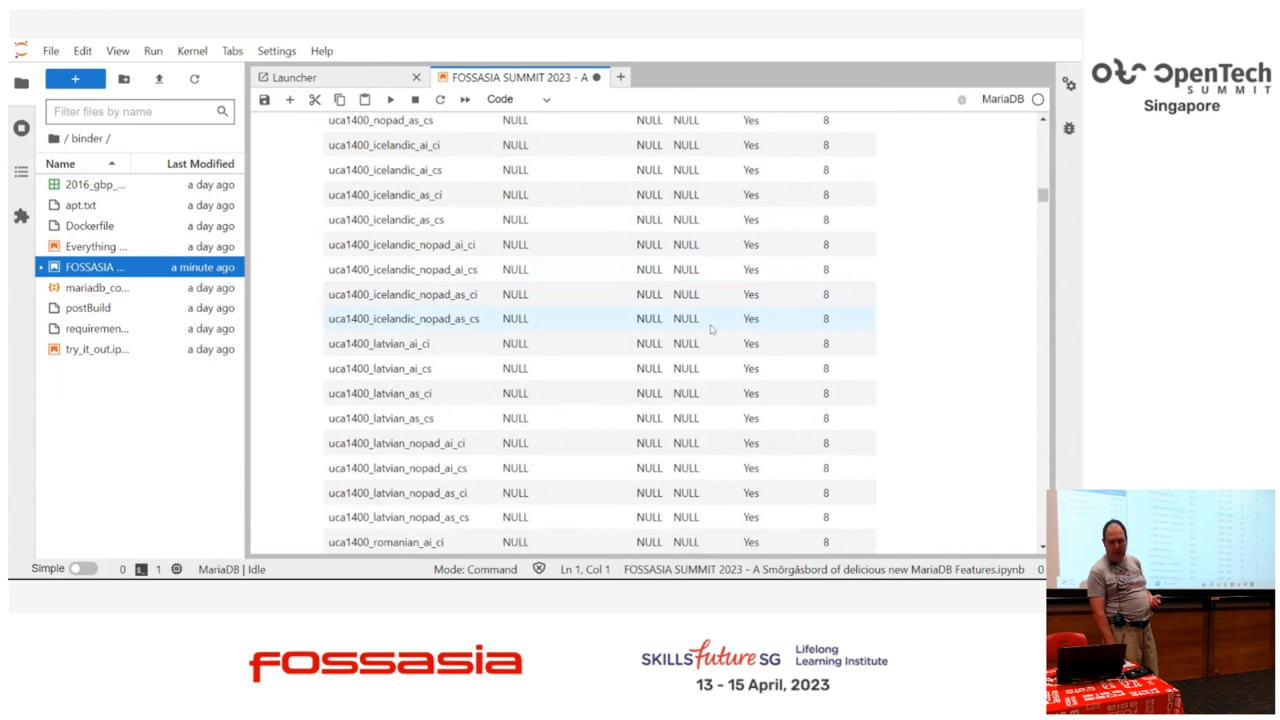 File Edit View Run Kernel Tabs Settings Help
Launcher
FOSSASIA SUMMIT 2023 - A
Code
MariaDB
Filter files by name
/ binder /
Name Last Modified
2016_gbp_... a day ago
apt.txt a day ago
Dockerfile a day ago
Everything ... a day ago
FOSSASIA ... a minute ago
mariadb_co... a day ago
postBuild a day ago
requiremen... a day ago
try_it_out.ip... a day ago
uca1400_nopad_as_cs NULL NULL NULL Yes 8
uca1400_icelandic_ai_ci NULL NULL NULL Yes 8
uca1400_icelandic_ai_cs NULL NULL NULL Yes 8
uca1400_icelandic_as_ci NULL NULL NULL Yes 8
uca1400_icelandic_as_cs NULL NULL NULL Yes 8
uca1400_icelandic_nopad_ai_ci NULL NULL NULL Yes 8
uca1400_icelandic_nopad_ai_cs NULL NULL NULL Yes 8
uca1400_icelandic_nopad_as_ci NULL NULL NULL Yes 8
uca1400_icelandic_nopad_as_cs NULL NULL NULL Yes 8
uca1400_latvian_ai_ci NULL NULL NULL Yes 8
uca1400_latvian_ai_cs NULL NULL NULL Yes 8
uca1400_latvian_as_ci NULL NULL NULL Yes 8
uca1400_latvian_as_cs NULL NULL NULL Yes 8
uca1400_latvian_nopad_ai_ci NULL NULL NULL Yes 8
uca1400_latvian_nopad_ai_cs NULL NULL NULL Yes 8
uca1400_latvian_nopad_as_ci NULL NULL NULL Yes 8
uca1400_latvian_nopad_as_cs NULL NULL NULL Yes 8
uca1400_romanian_ai_ci NULL NULL NULL Yes 8
Simple 0 1 MariaDB | Idle Mode: Command Ln 1, Col 1 FOSSASIA SUMMIT 2023 - A Smörgåsbord of delicious new MariaDB Features.ipynb 0
OpenTech
SUMMIT
Singapore
FOSSASIA
SKILLS future SG
Lifelong
Learning Institute
13 - 15 April, 2023